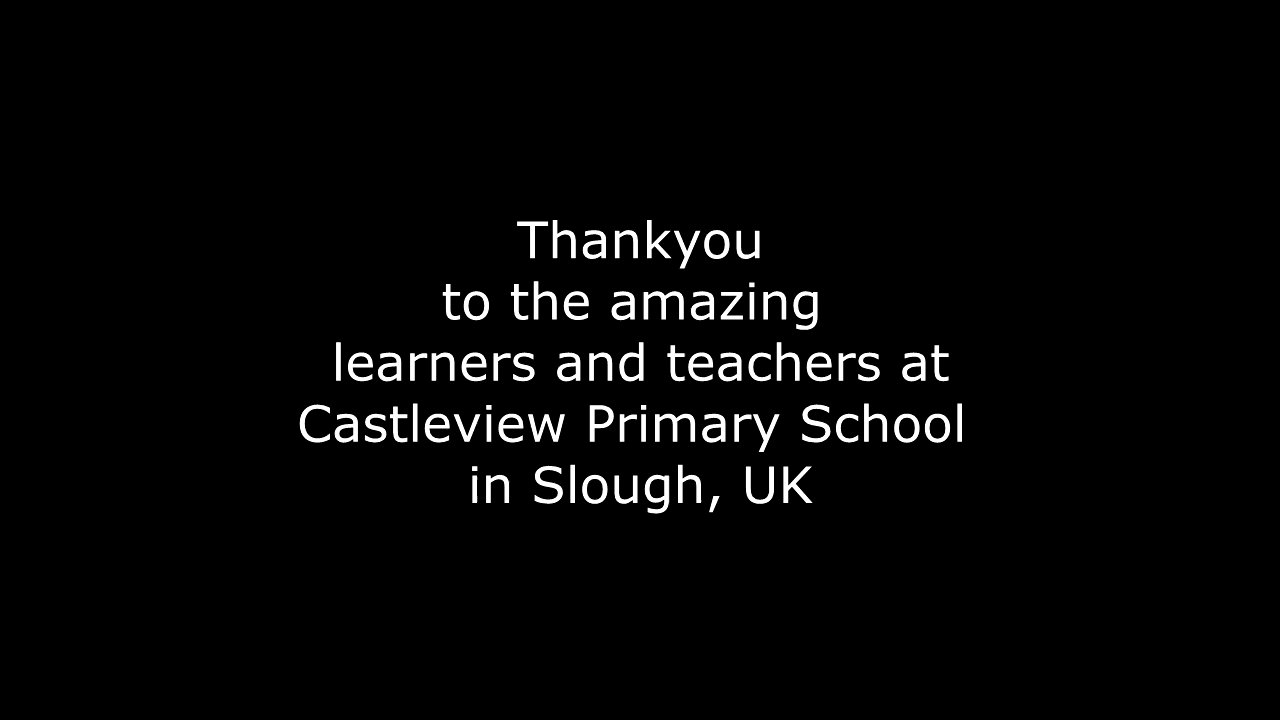 Thankyou
to the amazing
learners and teachers at
Castleview Primary School
in Slough, UK